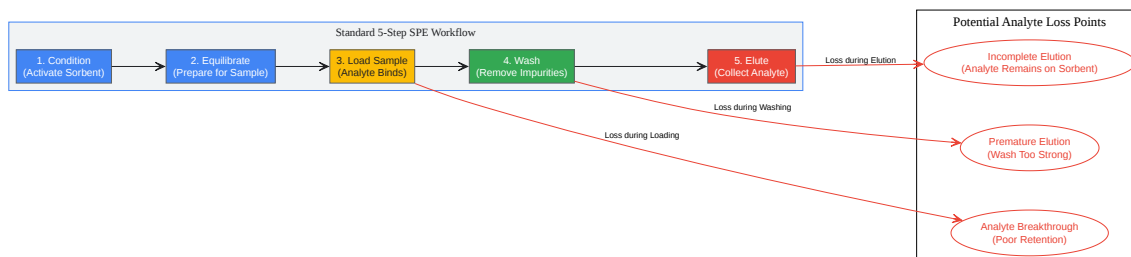 Standard 5-Step SPE Workflow
1. Condition
(Activate Sorbent)
2. Equilibrate
(Prepare for Sample)
3. Load Sample
(Analyte Binds)
4. Wash
(Remove Impurities)
5. Elute
(Collect Analyte)
Loss during Elution
Loss during Washing
Loss during Loading
Potential Analyte Loss Points
Incomplete Elution
(Analyte Remains on Sorbent)
Premature Elution
(Wash Too Strong)
Analyte Breakthrough
(Poor Retention)